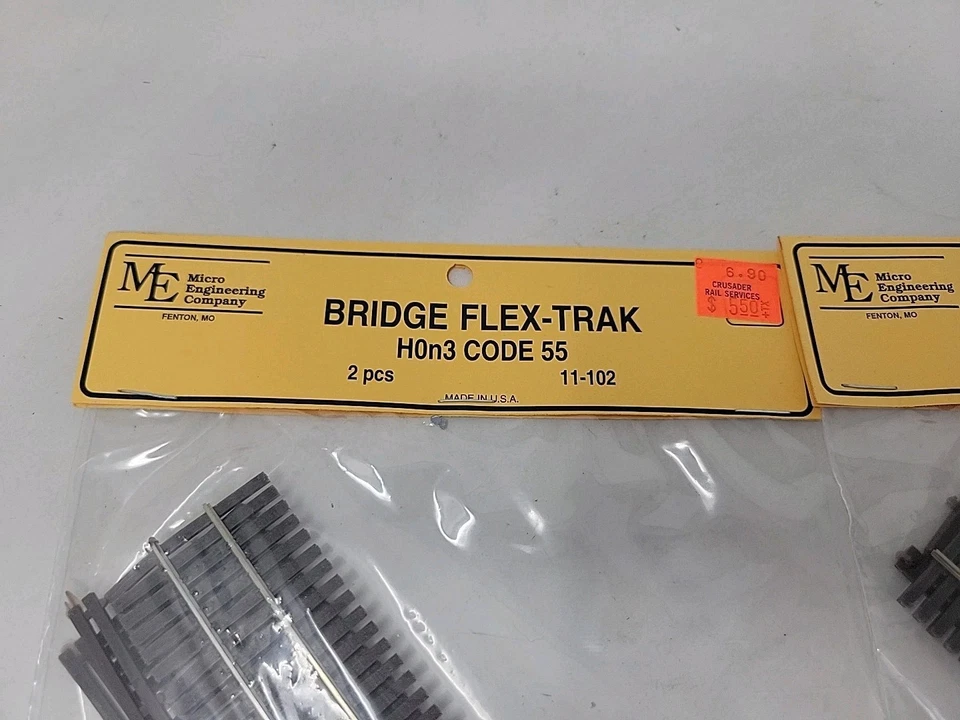 ME Micro
Engineering
Company
FENTON, MO
BRIDGE FLEX-TRAK
H0n3 CODE 55
2 pcs 11-102
MADE IN U.S.A.
6.90
CRUSADER
RAIL SERVICES
$ 5.50
ME Micro
Engineering
Company
FENTON, MO